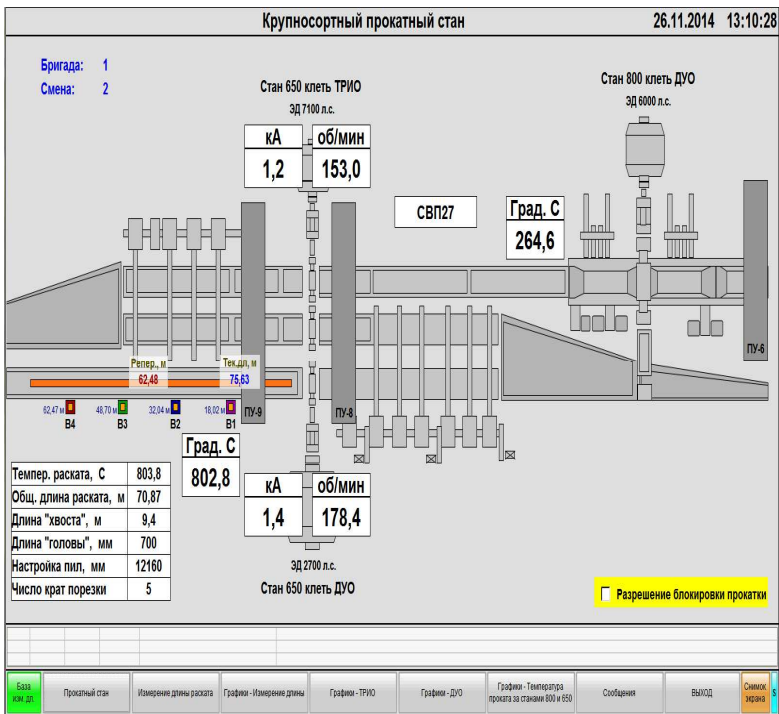 Крупносортный прокатный стан
26.11.2014 13:10:28
Бригада: 1
Смена: 2
Стан 650 клеть ТРИО
ЭД 7100 л.с.
кА об/мин
1,2 153,0
Стан 800 клеть ДУО
ЭД 6000 л.с.
СВП27
Град. С
264,6
ПУ-6
Репер., м
62,48
Тек.дл, м
75,63
62,47 м
В4
48,70 м
В3
32,04 м
В2
18,02 м
В1
ПУ-9
ПУ-8
Град. С
802,8
Темпер. раската, С 803,8
Общ. длина раската, м 70,87
Длина "хвоста", м 9,4
Длина "головы", мм 700
Настройка пил, мм 12160
Число крат порезки 5
кА об/мин
1,4 178,4
ЭД 2700 л.с.
Стан 650 клеть ДУО
Разрешение блокировки прокатки
База
изм. дл.
Прокатный стан
Измерение длины раската
Графики - Измерение длины
Графики - ТРИО
Графики - ДУО
Графики - Температура
проката за станами 800 и 650
Сообщения
ВЫХОД
Снимок
экрана
S